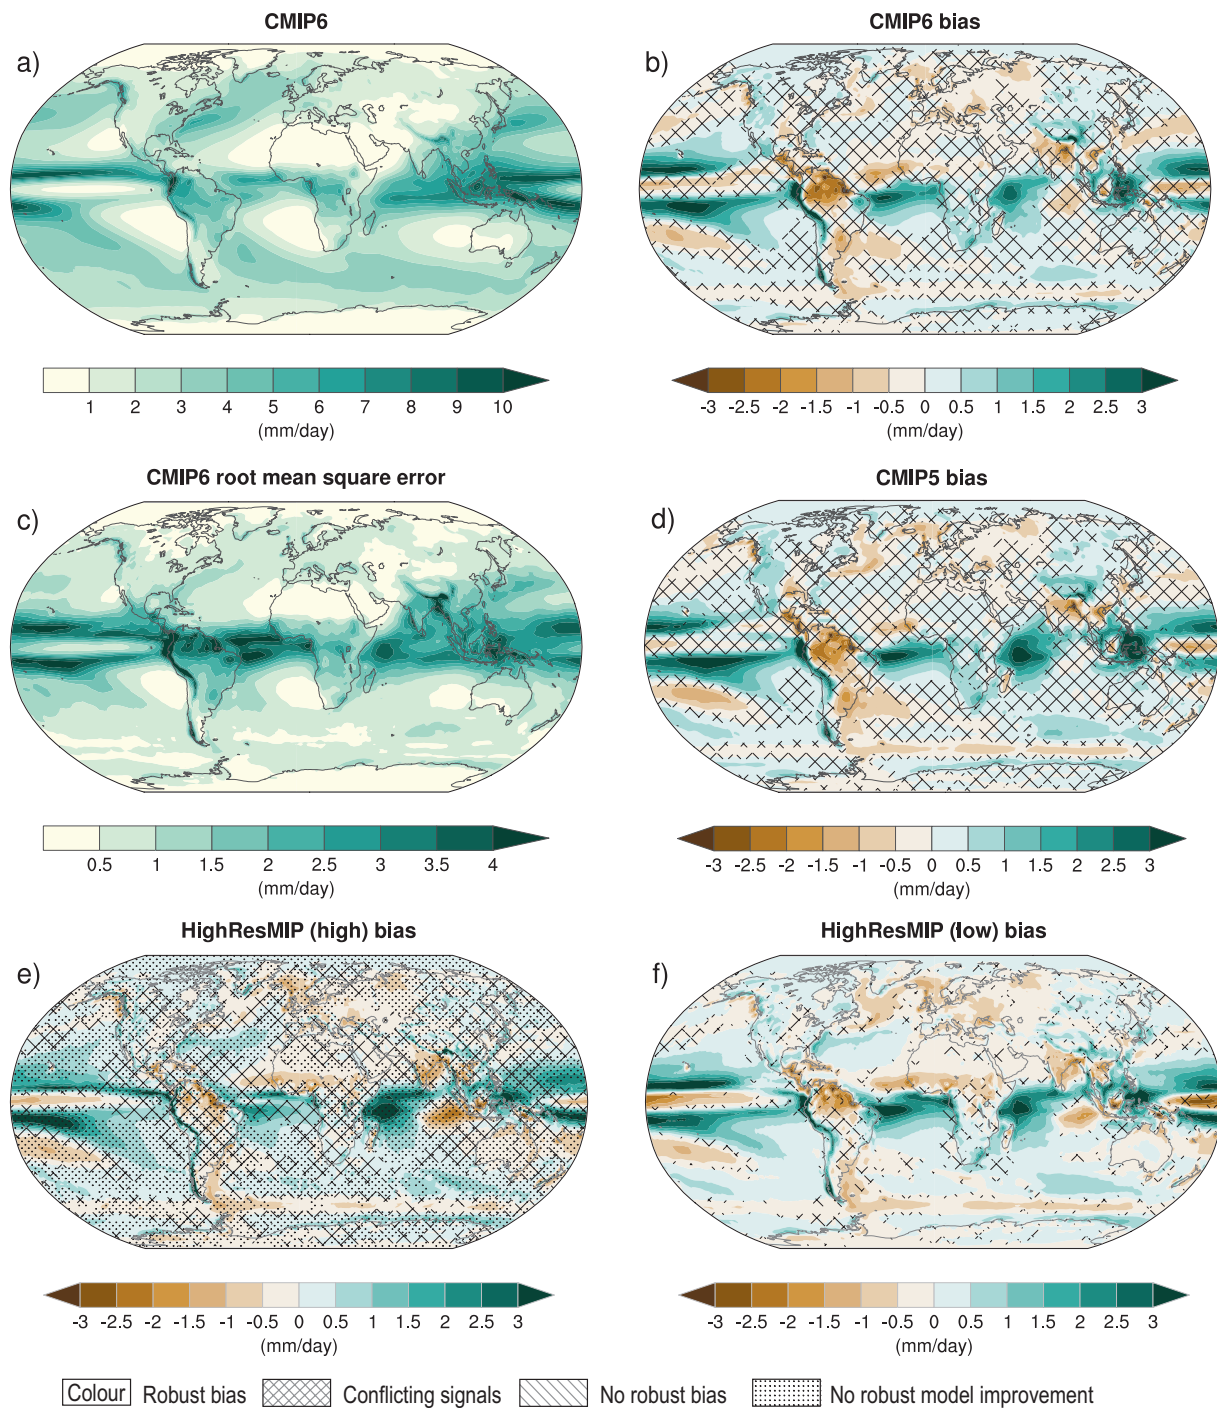 CMIP6
CMIP6 bias
a)
b)
1 2 3 4 5 6 7 8 9 10
(mm/day)
-3 -2.5 -2 -1.5 -1 -0.5 0 0.5 1 1.5 2 2.5 3
(mm/day)
CMIP6 root mean square error
CMIP5 bias
c)
d)
0.5 1 1.5 2 2.5 3 3.5 4
(mm/day)
-3 -2.5 -2 -1.5 -1 -0.5 0 0.5 1 1.5 2 2.5 3
(mm/day)
HighResMIP (high) bias
HighResMIP (low) bias
e)
f)
-3 -2.5 -2 -1.5 -1 -0.5 0 0.5 1 1.5 2 2.5 3
(mm/day)
-3 -2.5 -2 -1.5 -1 -0.5 0 0.5 1 1.5 2 2.5 3
(mm/day)
Colour Robust bias Conflicting signals No robust bias No robust model improvement